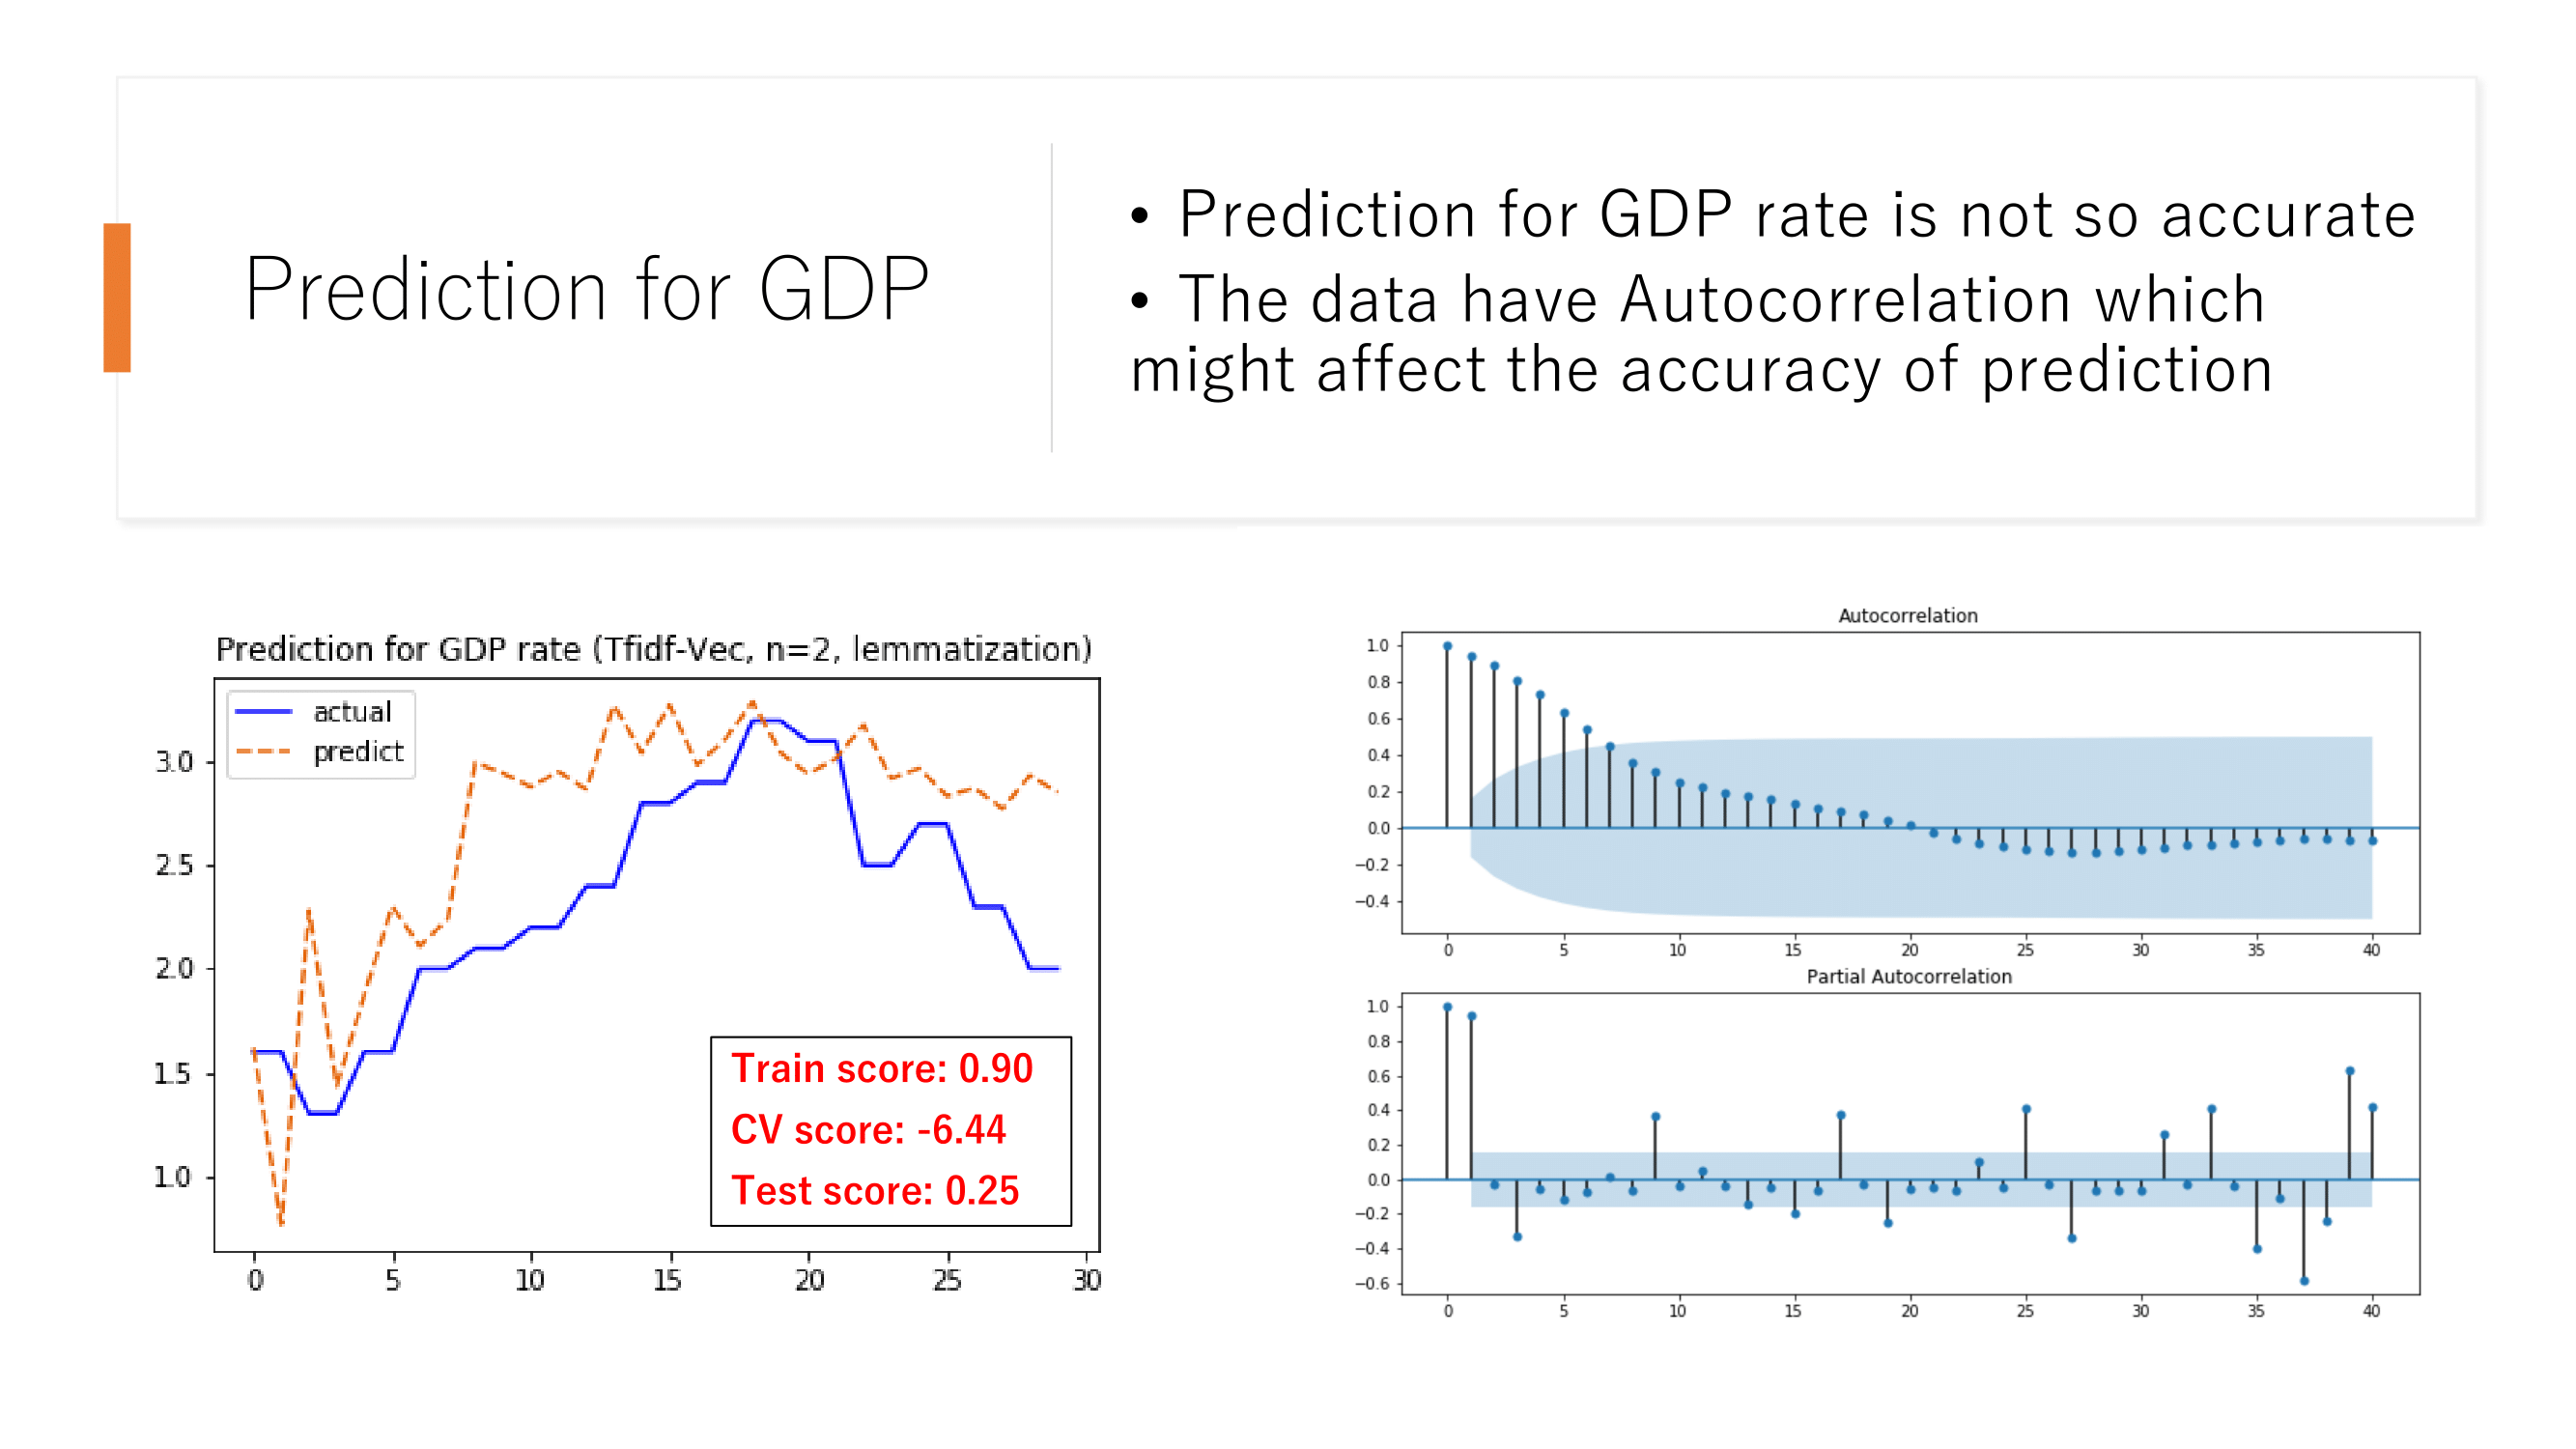 Prediction for GDP
• Prediction for GDP rate is not so accurate
• The data have Autocorrelation which
might affect the accuracy of prediction
Prediction for GDP rate (Tfidf-Vec, n=2, lemmatization)
actual
predict
3.0
2.5
2.0
1.5
1.0
Train score: 0.90
CV score: -6.44
Test score: 0.25
0 5 10 15 20 25 30
Autocorrelation
1.0
0.8
0.6
0.4
0.2
0.0
−0.2
−0.4
0 5 10 15 20 25 30 35 40
Partial Autocorrelation
1.0
0.8
0.6
0.4
0.2
0.0
−0.2
−0.4
−0.6
0 5 10 15 20 25 30 35 40